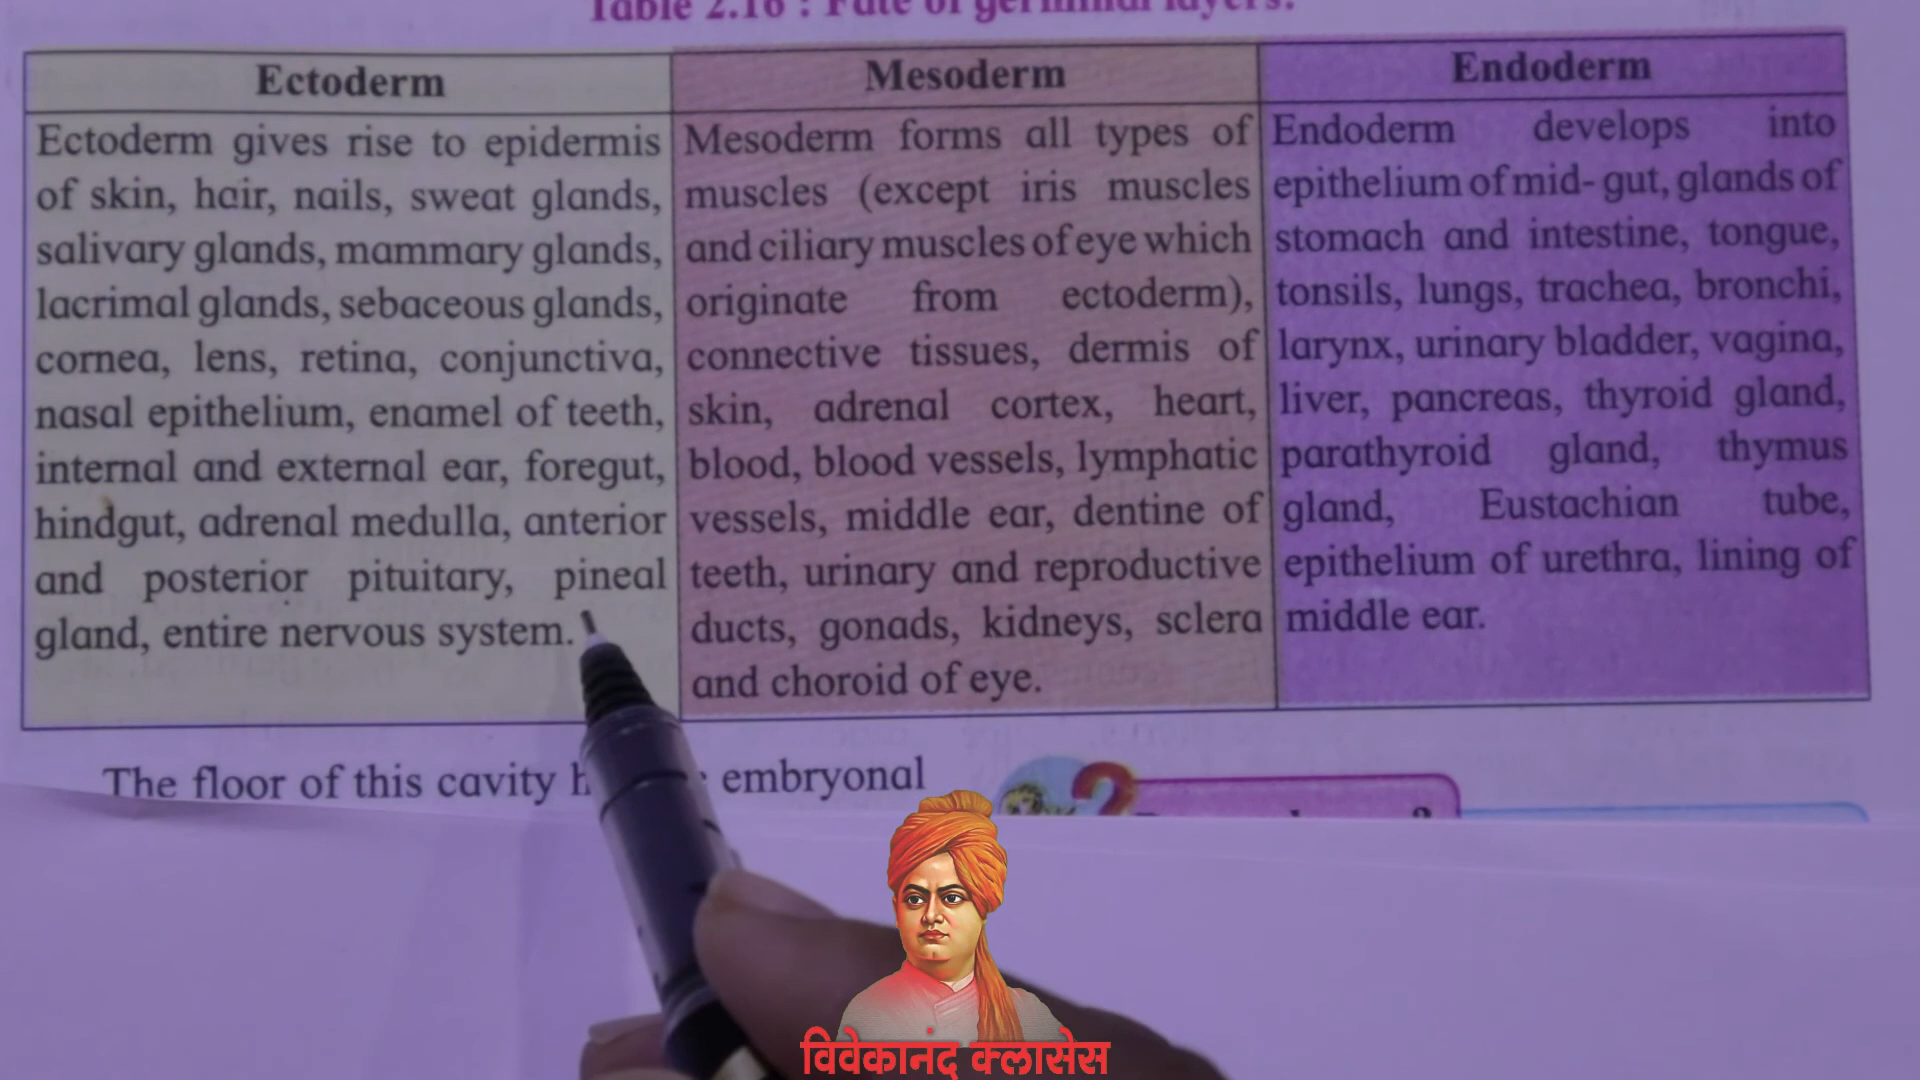 Table 2.16 : Fate of germinal layers.
Ectoderm
Ectoderm gives rise to epidermis
of skin, hair, nails, sweat glands,
salivary glands, mammary glands,
lacrimal glands, sebaceous glands,
cornea, lens, retina, conjunctiva,
nasal epithelium, enamel of teeth,
internal and external ear, foregut,
hindgut, adrenal medulla, anterior
and posterior pituitary, pineal
gland, entire nervous system.
Mesoderm
Mesoderm forms all types of
muscles (except iris muscles
and ciliary muscles of eye which
originate from ectoderm),
connective tissues, dermis of
skin, adrenal cortex, heart,
blood, blood vessels, lymphatic
vessels, middle ear, dentine of
teeth, urinary and reproductive
ducts, gonads, kidneys, sclera
and choroid of eye.
Endoderm
Endoderm develops into
epithelium of mid- gut, glands of
stomach and intestine, tongue,
tonsils, lungs, trachea, bronchi,
larynx, urinary bladder, vagina,
liver, pancreas, thyroid gland,
parathyroid gland, thymus
gland, Eustachian tube,
epithelium of urethra, lining of
middle ear.
The floor of this cavity embryonal
विवेकानंद क्लासेस